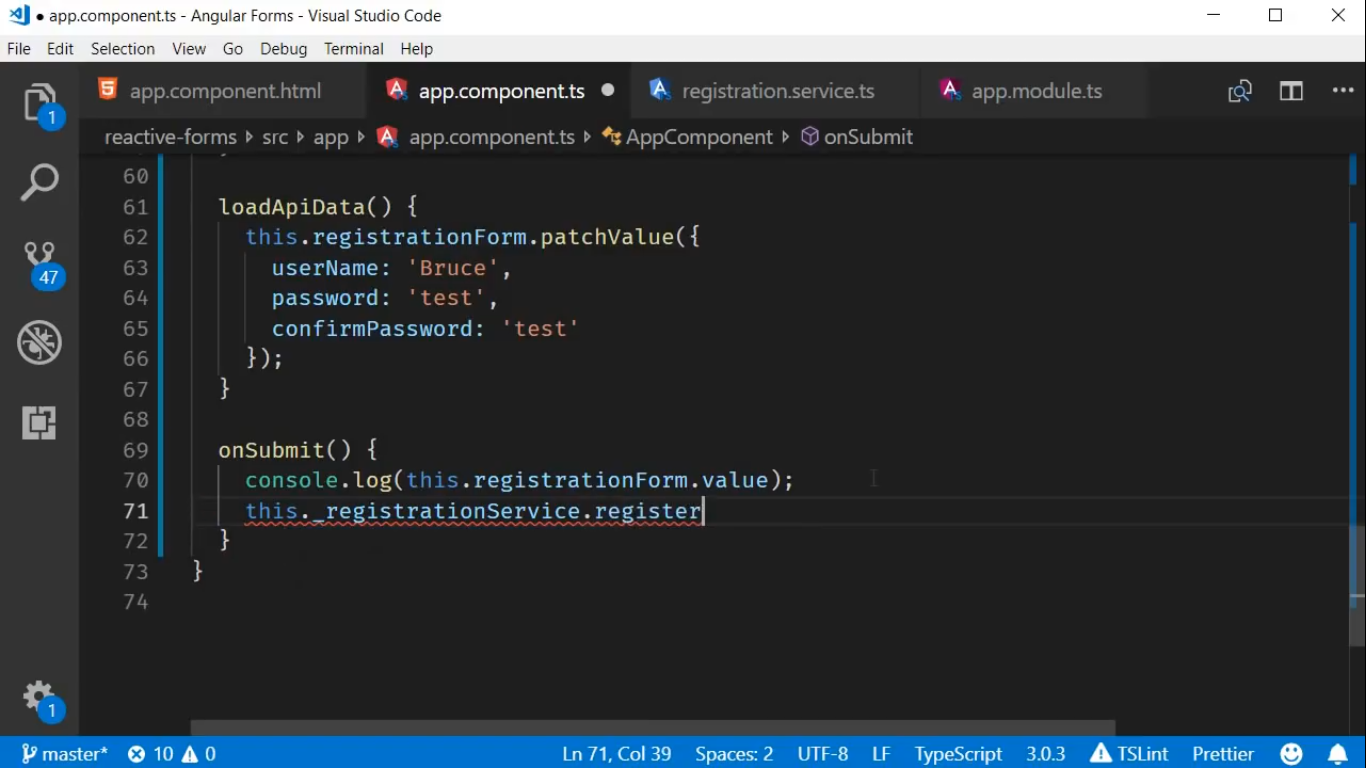 app.component.ts - Angular Forms - Visual Studio Code
File Edit Selection View Go Debug Terminal Help
app.component.html app.component.ts registration.service.ts app.module.ts
1
reactive-forms src app app.component.ts AppComponent onSubmit
60
61 loadApiData() {
62 this.registrationForm.patchValue({
63 userName: 'Bruce',
64 password: 'test',
65 confirmPassword: 'test'
66 });
67 }
68
69 onSubmit() {
70 console.log(this.registrationForm.value);
71 this._registrationService.register
72 }
73 }
74
47
1
master* 10 0 Ln 71, Col 39 Spaces: 2 UTF-8 LF TypeScript 3.0.3 TSLint Prettier